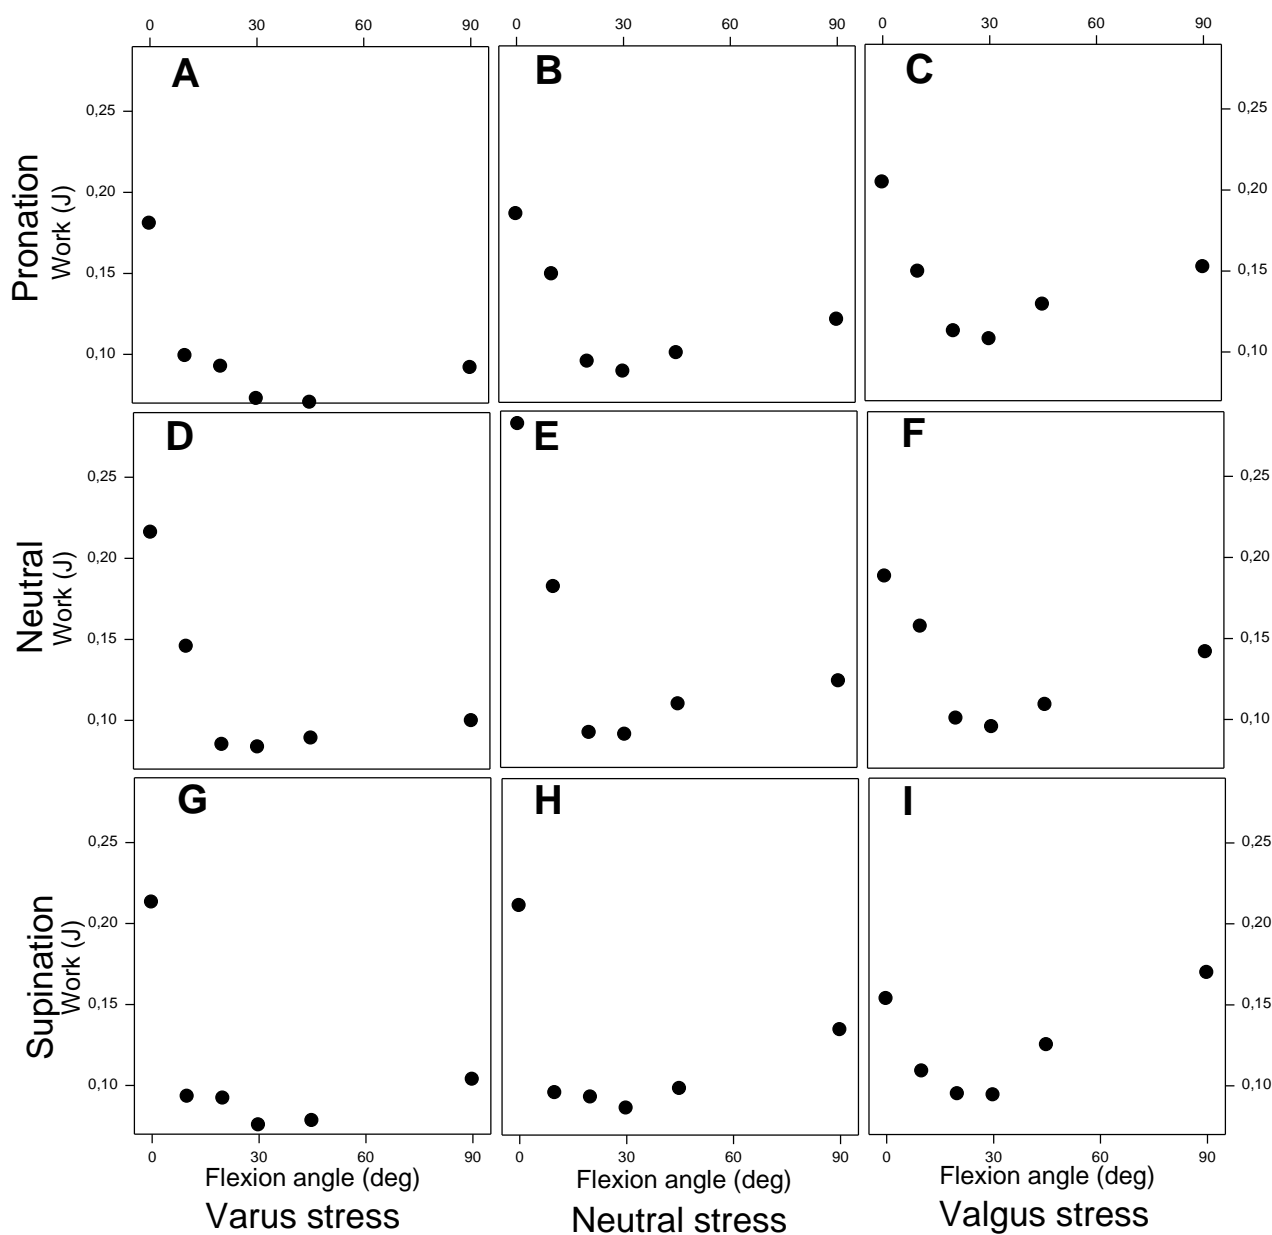 0 30 60 90 0 30 60 90 0 30 60 90
A B C
0,25 0,25
Pronation
Work (J)
0,20 0,20
0,15 0,15
0,10 0,10
D E F
0,25 0,25
Neutral
Work (J)
0,20 0,20
0,15 0,15
0,10 0,10
G H I
0,25 0,25
Supination
Work (J)
0,20 0,20
0,15 0,15
0,10 0,10
0 30 60 90 0 30 60 90 0 30 60 90
Flexion angle (deg) Flexion angle (deg) Flexion angle (deg)
Varus stress Neutral stress Valgus stress